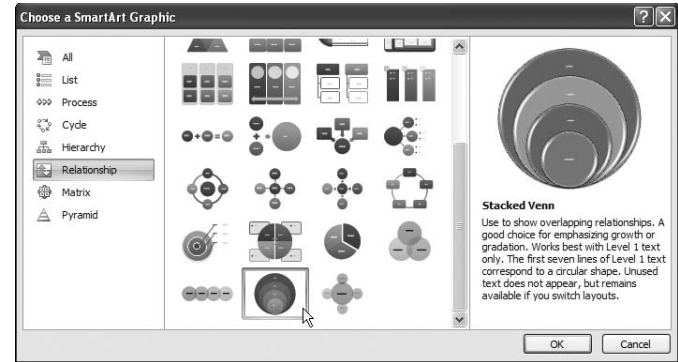 Choose a SmartArt Graphic
All
List
Process
Cycle
Hierarchy
Relationship
Matrix
Pyramid
Stacked Venn
Use to show overlapping relationships. A
good choice for emphasizing growth or
gradation. Works best with Level 1 text
only. The first seven lines of Level 1 text
correspond to a circular shape. Unused
text does not appear, but remains
available if you switch layouts.
OK
Cancel